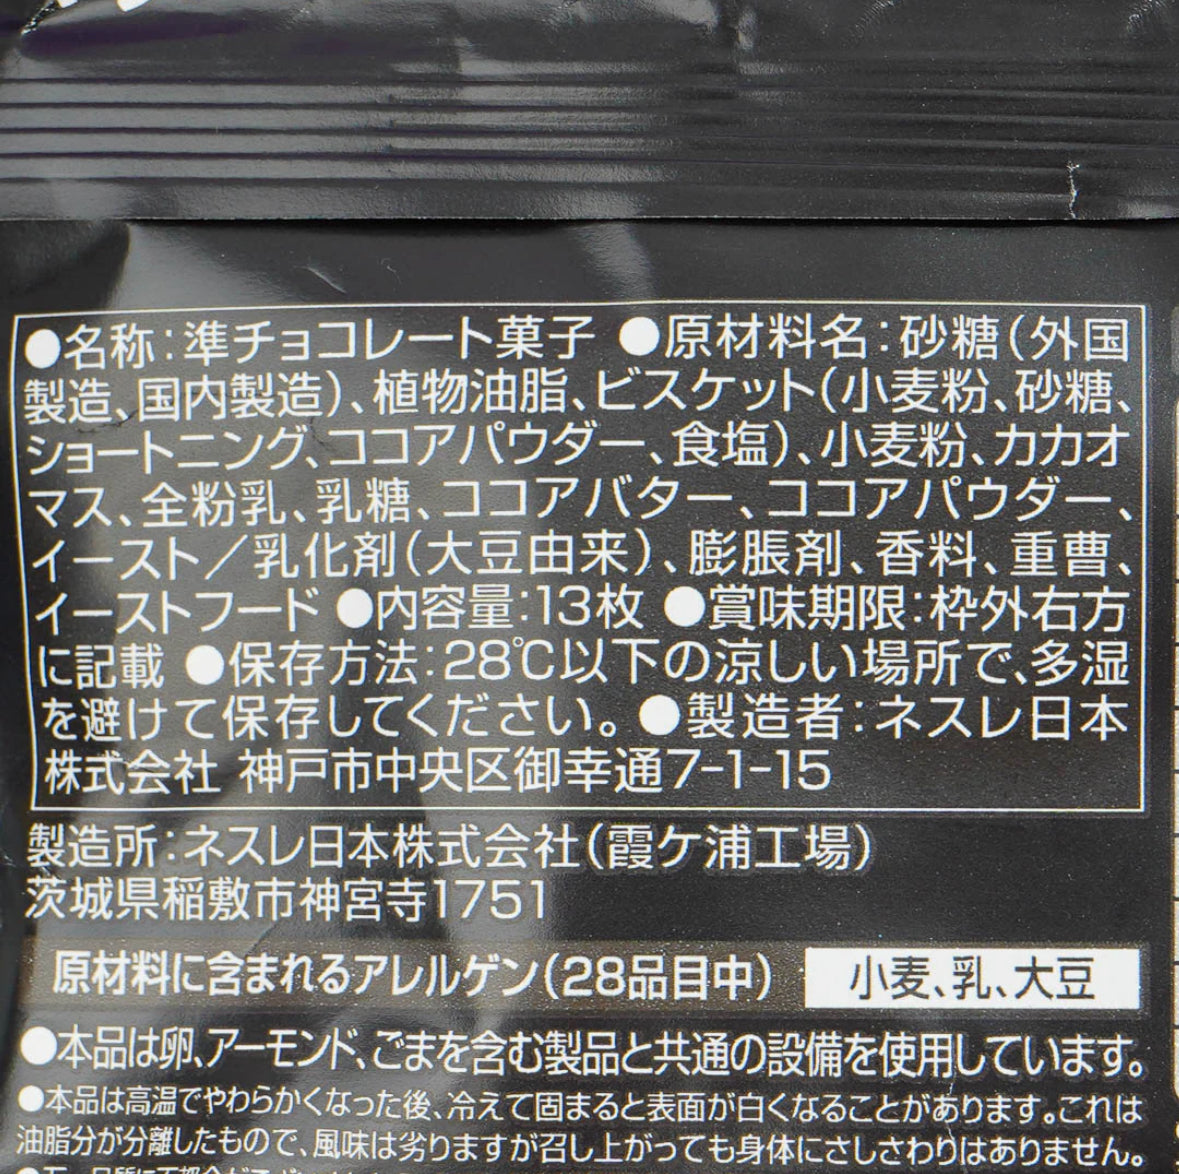 ●名称：準チョコレート菓子 ●原材料名：砂糖（外国
製造、国内製造）、植物油脂、ビスケット（小麦粉、砂糖、
ショートニング、ココアパウダー、食塩）、小麦粉、カカオ
マス、全粉乳、乳糖、ココアバター、ココアパウダー、
イースト／乳化剤（大豆由来）、膨脹剤、香料、重曹、
イーストフード ●内容量：13枚 ●賞味期限：枠外右方
に記載 ●保存方法：28℃以下の涼しい場所で、多湿
を避けて保存してください。 ●製造者：ネスレ日本
株式会社 神戸市中央区御幸通7-1-15
製造所：ネスレ日本株式会社（霞ケ浦工場）
茨城県稲敷市神宮寺1751
原材料に含まれるアレルゲン（28品目中） 小麦、乳、大豆
●本品は卵、アーモンド、ごまを含む製品と共通の設備を使用しています。
●本品は高温でやわらかくなった後、冷えて固まると表面が白くなることがあります。これは
油脂分が分離したもので、風味は劣りますが召し上がっても身体にさしさわりはありません。